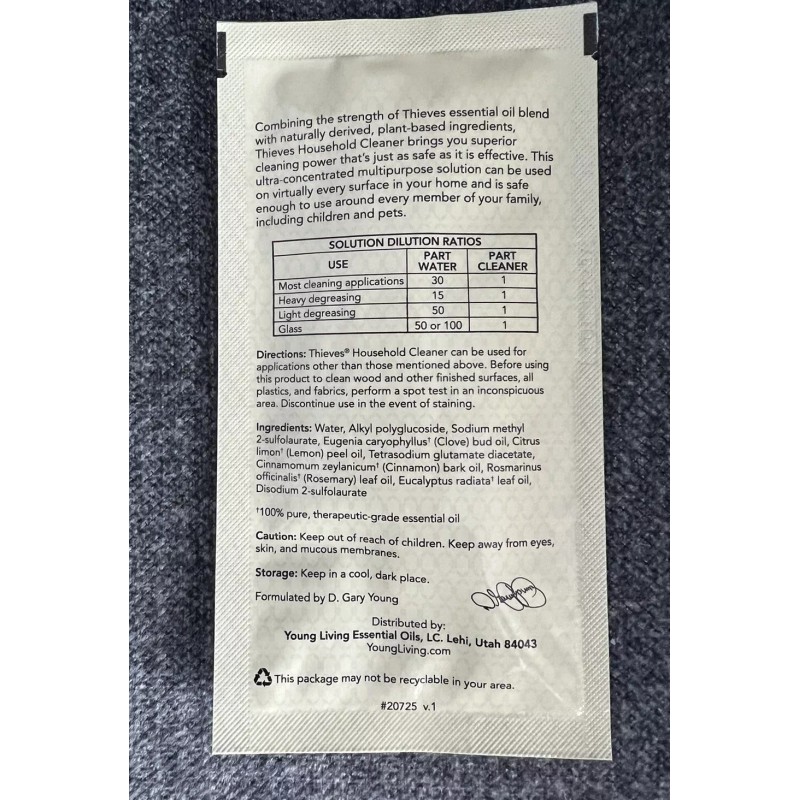 Combining the strength of Thieves essential oil blend
with naturally derived, plant-based ingredients,
Thieves Household Cleaner brings you superior
cleaning power that's just as safe as it is effective. This
ultra-concentrated multipurpose solution can be used
on virtually every surface in your home and is safe
enough to use around every member of your family,
including children and pets.
SOLUTION DILUTION RATIOS
USE PART WATER PART CLEANER
Most cleaning applications 30 1
Heavy degreasing 15 1
Light degreasing 50 1
Glass 50 or 100 1
Directions: Thieves® Household Cleaner can be used for
applications other than those mentioned above. Before using
this product to clean wood and other finished surfaces, all
plastics, and fabrics, perform a spot test in an inconspicuous
area. Discontinue use in the event of staining.
Ingredients: Water, Alkyl polyglucoside, Sodium methyl
2-sulfolaurate, Eugenia caryophyllus† (Clove) bud oil, Citrus
limon† (Lemon) peel oil, Tetrasodium glutamate diacetate,
Cinnamomum zeylanicum† (Cinnamon) bark oil, Rosmarinus
officinalis† (Rosemary) leaf oil, Eucalyptus radiata† leaf oil,
Disodium 2-sulfolaurate
†100% pure, therapeutic-grade essential oil
Caution: Keep out of reach of children. Keep away from eyes,
skin, and mucous membranes.
Storage: Keep in a cool, dark place.
Formulated by D. Gary Young
Distributed by:
Young Living Essential Oils, LC. Lehi, Utah 84043
YoungLiving.com
This package may not be recyclable in your area.
#20725 v.1